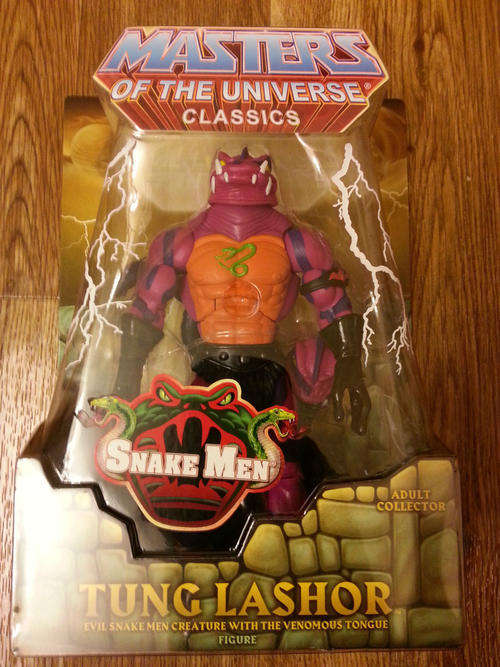 MASTERS
OF THE UNIVERSE®
CLASSICS
SNAKE MEN
ADULT
COLLECTOR
TUNG LASHOR
EVIL SNAKE MEN CREATURE WITH THE VENOMOUS TONGUE
FIGURE